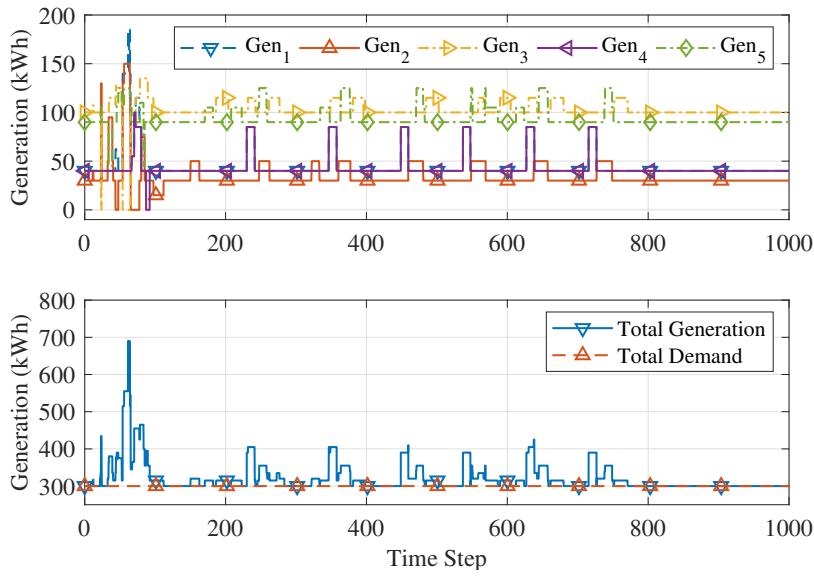 200
150
100
50
0
Generation (kWh)
Gen1 Gen2 Gen3 Gen4 Gen5
0 200 400 600 800 1000
800
700
600
500
400
300
Generation (kWh)
Total Generation
Total Demand
0 200 400 600 800 1000
Time Step